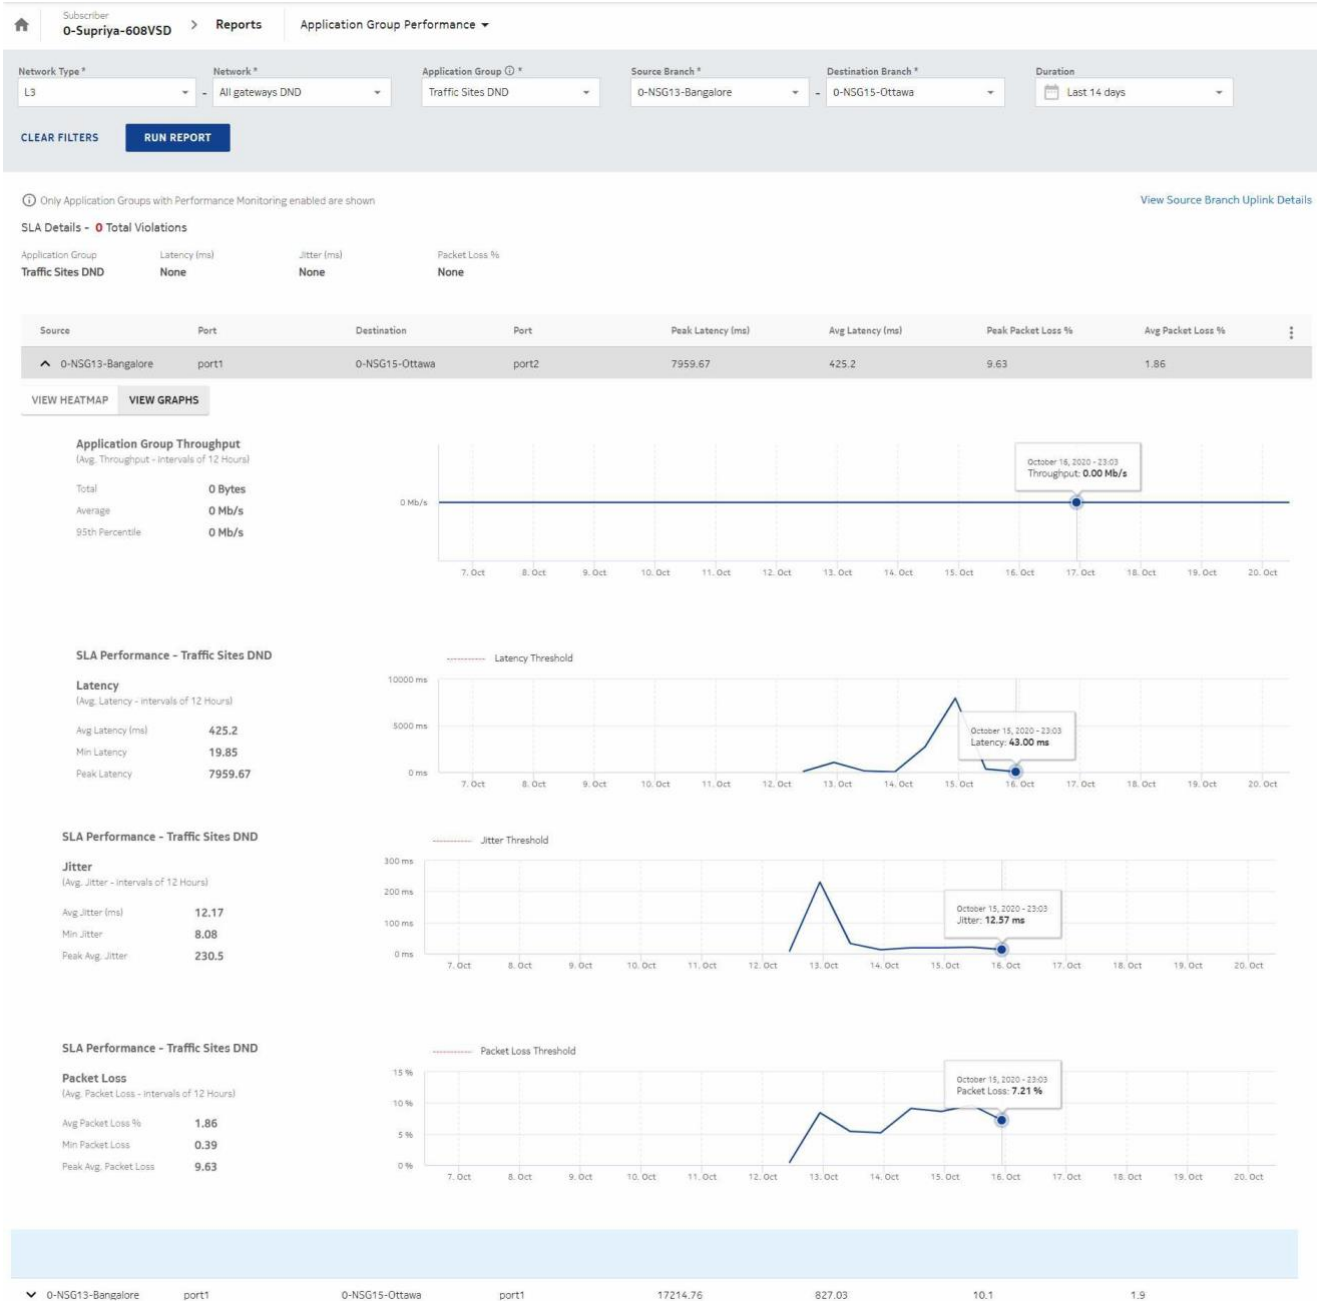 Subscriber
0-Supriya-608VSD > Reports Application Group Performance
Network Type * Network * Application Group * Source Branch * Destination Branch * Duration
L3 - All gateways DND Traffic Sites DND 0-NSG13-Bangalore - 0-NSG15-Ottawa Last 14 days
CLEAR FILTERS RUN REPORT
Only Application Groups with Performance Monitoring enabled are shown View Source Branch Uplink Details
SLA Details - 0 Total Violations
Application Group Latency (ms) Jitter (ms) Packet Loss %
Traffic Sites DND None None None
Source Port Destination Port Peak Latency (ms) Avg Latency (ms) Peak Packet Loss % Avg Packet Loss %
0-NSG13-Bangalore port1 0-NSG15-Ottawa port2 7959.67 425.2 9.63 1.86
VIEW HEATMAP VIEW GRAPHS
Application Group Throughput
(Avg. Throughput - intervals of 12 Hours)
October 16, 2020 - 23:03
Throughput: 0.00 Mb/s
Total 0 Bytes
Average 0 Mb/s
95th Percentile 0 Mb/s
0 Mb/s
7. Oct 8. Oct 9. Oct 10. Oct 11. Oct 12. Oct 13. Oct 14. Oct 15. Oct 16. Oct 17. Oct 18. Oct 19. Oct 20. Oct
SLA Performance - Traffic Sites DND
Latency Threshold
Latency
(Avg. Latency - intervals of 12 Hours)
Avg Latency (ms) 425.2
Min Latency 19.85
Peak Latency 7959.67
10000 ms
5000 ms
0 ms
October 15, 2020 - 23:03
Latency: 43.00 ms
7. Oct 8. Oct 9. Oct 10. Oct 11. Oct 12. Oct 13. Oct 14. Oct 15. Oct 16. Oct 17. Oct 18. Oct 19. Oct 20. Oct
SLA Performance - Traffic Sites DND
Jitter Threshold
Jitter
(Avg. Jitter - intervals of 12 Hours)
Avg Jitter (ms) 12.17
Min Jitter 8.08
Peak Avg. Jitter 230.5
300 ms
200 ms
100 ms
0 ms
October 15, 2020 - 23:03
Jitter: 12.57 ms
7. Oct 8. Oct 9. Oct 10. Oct 11. Oct 12. Oct 13. Oct 14. Oct 15. Oct 16. Oct 17. Oct 18. Oct 19. Oct 20. Oct
SLA Performance - Traffic Sites DND
Packet Loss Threshold
Packet Loss
(Avg. Packet Loss - intervals of 12 Hours)
Avg Packet Loss % 1.86
Min Packet Loss 0.39
Peak Avg. Packet Loss 9.63
15 %
10 %
5 %
0 %
October 15, 2020 - 23:03
Packet Loss: 7.21 %
7. Oct 8. Oct 9. Oct 10. Oct 11. Oct 12. Oct 13. Oct 14. Oct 15. Oct 16. Oct 17. Oct 18. Oct 19. Oct 20. Oct
0-NSG13-Bangalore port1 0-NSG15-Ottawa port1 17214.76 827.03 10.1 1.9